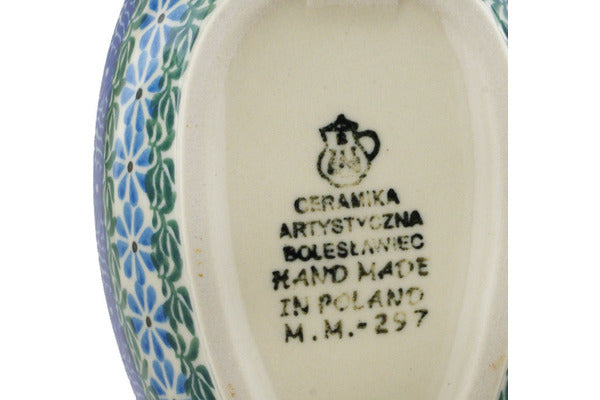 CERAMIKA
ARTYSTYCZNA
BOLESŁAWIEC
HAND MADE
IN POLAND
M.M.-297